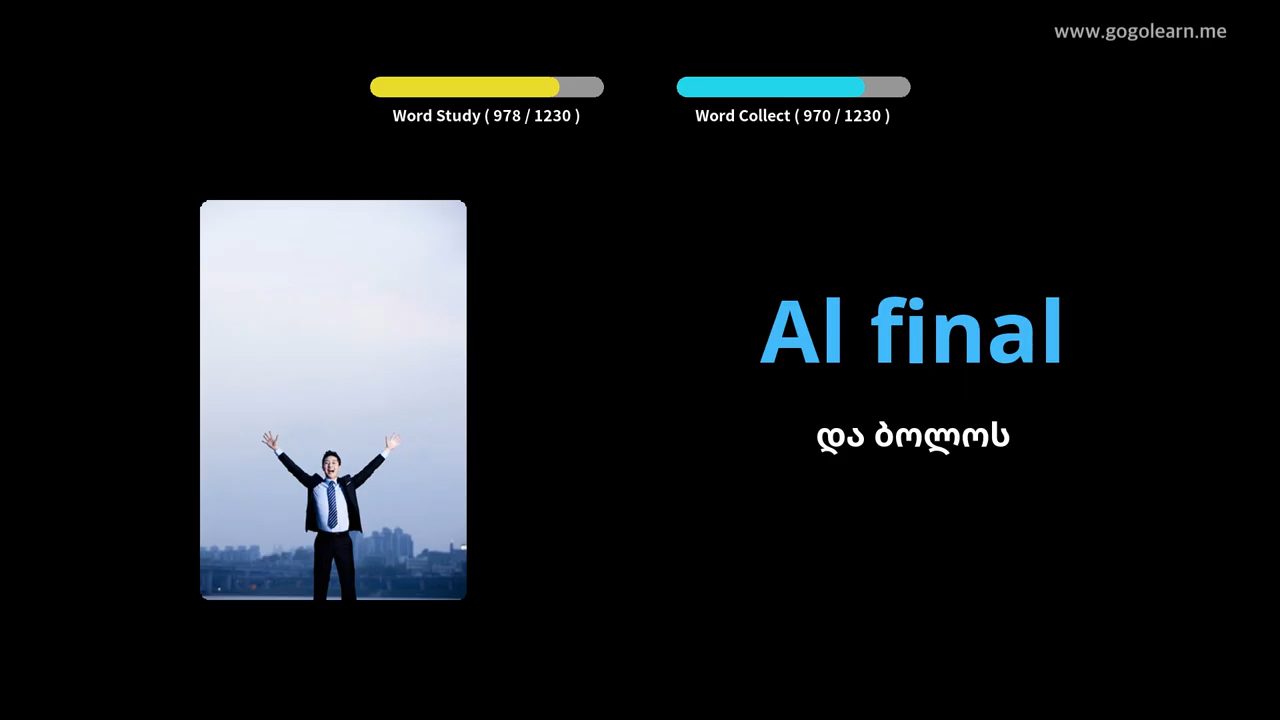 www.gogolearn.me
Word Study ( 978 / 1230 )
Word Collect ( 970 / 1230 )
Al final
და ბოლოს